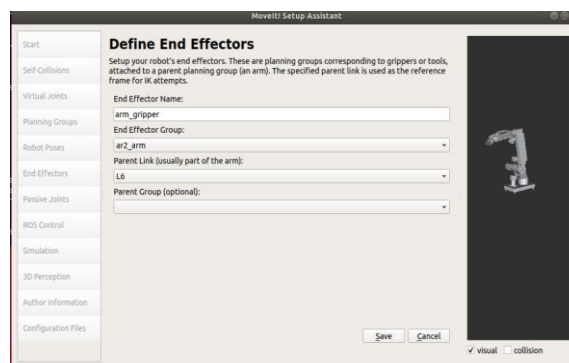 MoveIt! Setup Assistant
Start
Self-Collisions
Virtual Joints
Planning Groups
Robot Poses
End Effectors
Passive Joints
ROS Control
Simulation
3D Perception
Author Information
Configuration Files
Define End Effectors
Setup your robot's end effectors. These are planning groups corresponding to grippers or tools,
attached to a parent planning group (an arm). The specified parent link is used as the reference
frame for IK attempts.
End Effector Name:
arm_gripper
End Effector Group:
ar2_arm
Parent Link (usually part of the arm):
L6
Parent Group (optional):
Save Cancel
visual collision